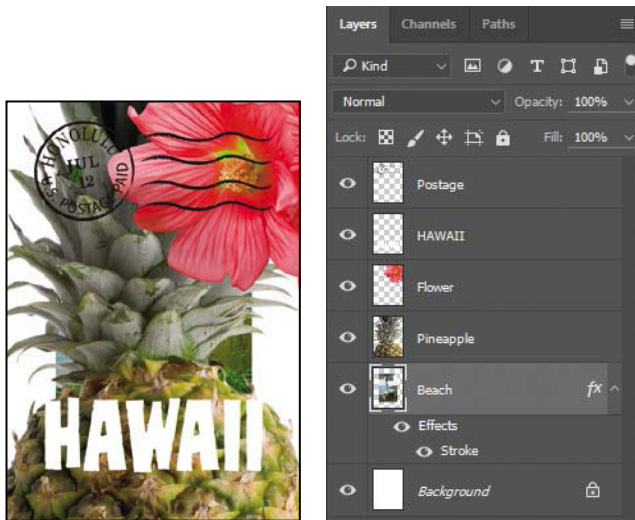 HONOLULU
JUL
12
U.S. POSTAGE PAID
HAWAII
Layers Channels Paths
Kind
Normal Opacity: 100%
Lock: Fill: 100%
Postage
HAWAII
Flower
Pineapple
Beach fx
Effects
Stroke
Background